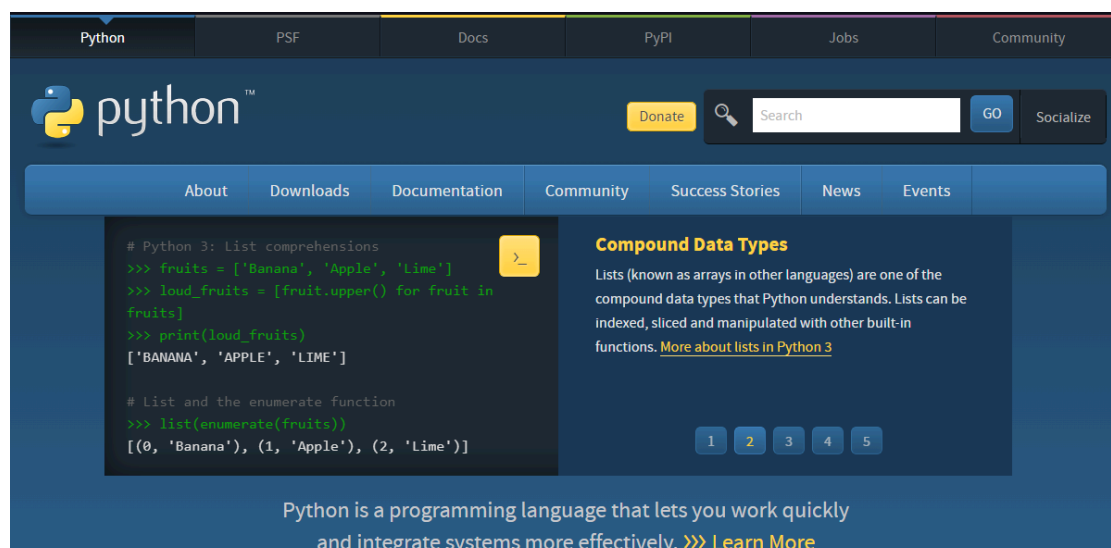 Python PSF Docs PyPI Jobs Community
python™
Donate Search GO Socialize
About Downloads Documentation Community Success Stories News Events
# Python 3: List comprehensions
>>> fruits = ['Banana', 'Apple', 'Lime']
>>> loud_fruits = [fruit.upper() for fruit in
fruits]
>>> print(loud_fruits)
['BANANA', 'APPLE', 'LIME']
# List and the enumerate function
>>> list(enumerate(fruits))
[(0, 'Banana'), (1, 'Apple'), (2, 'Lime')]
>_
Compound Data Types
Lists (known as arrays in other languages) are one of the
compound data types that Python understands. Lists can be
indexed, sliced and manipulated with other built-in
functions. More about lists in Python 3
1 2 3 4 5
Python is a programming language that lets you work quickly
and integrate systems more effectively. >>> Learn More